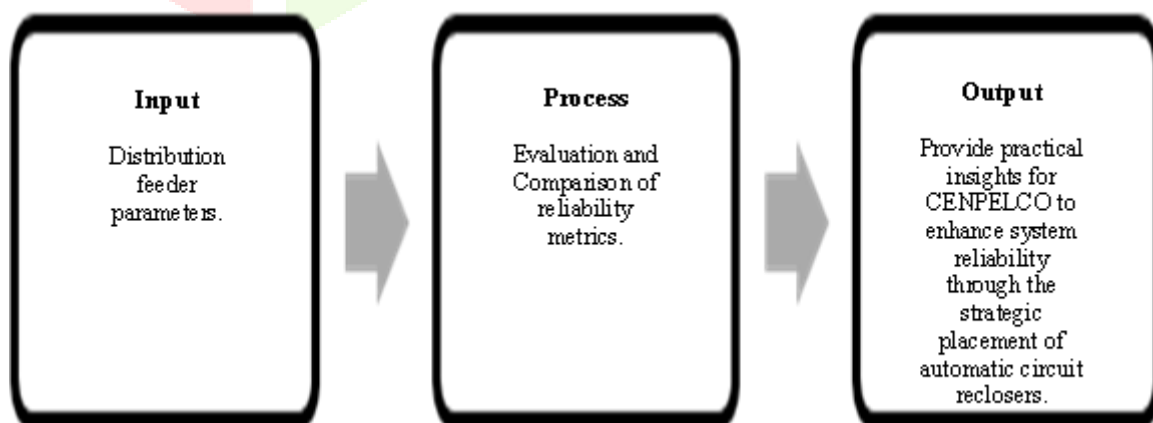 Input
Distribution
feeder
parameters.
Process
Evaluation and
Comparison of
reliability
metrics.
Output
Provide practical
insights for
CENPELCO to
enhance system
reliability
through the
strategic
placement of
automatic circuit
reclosers.